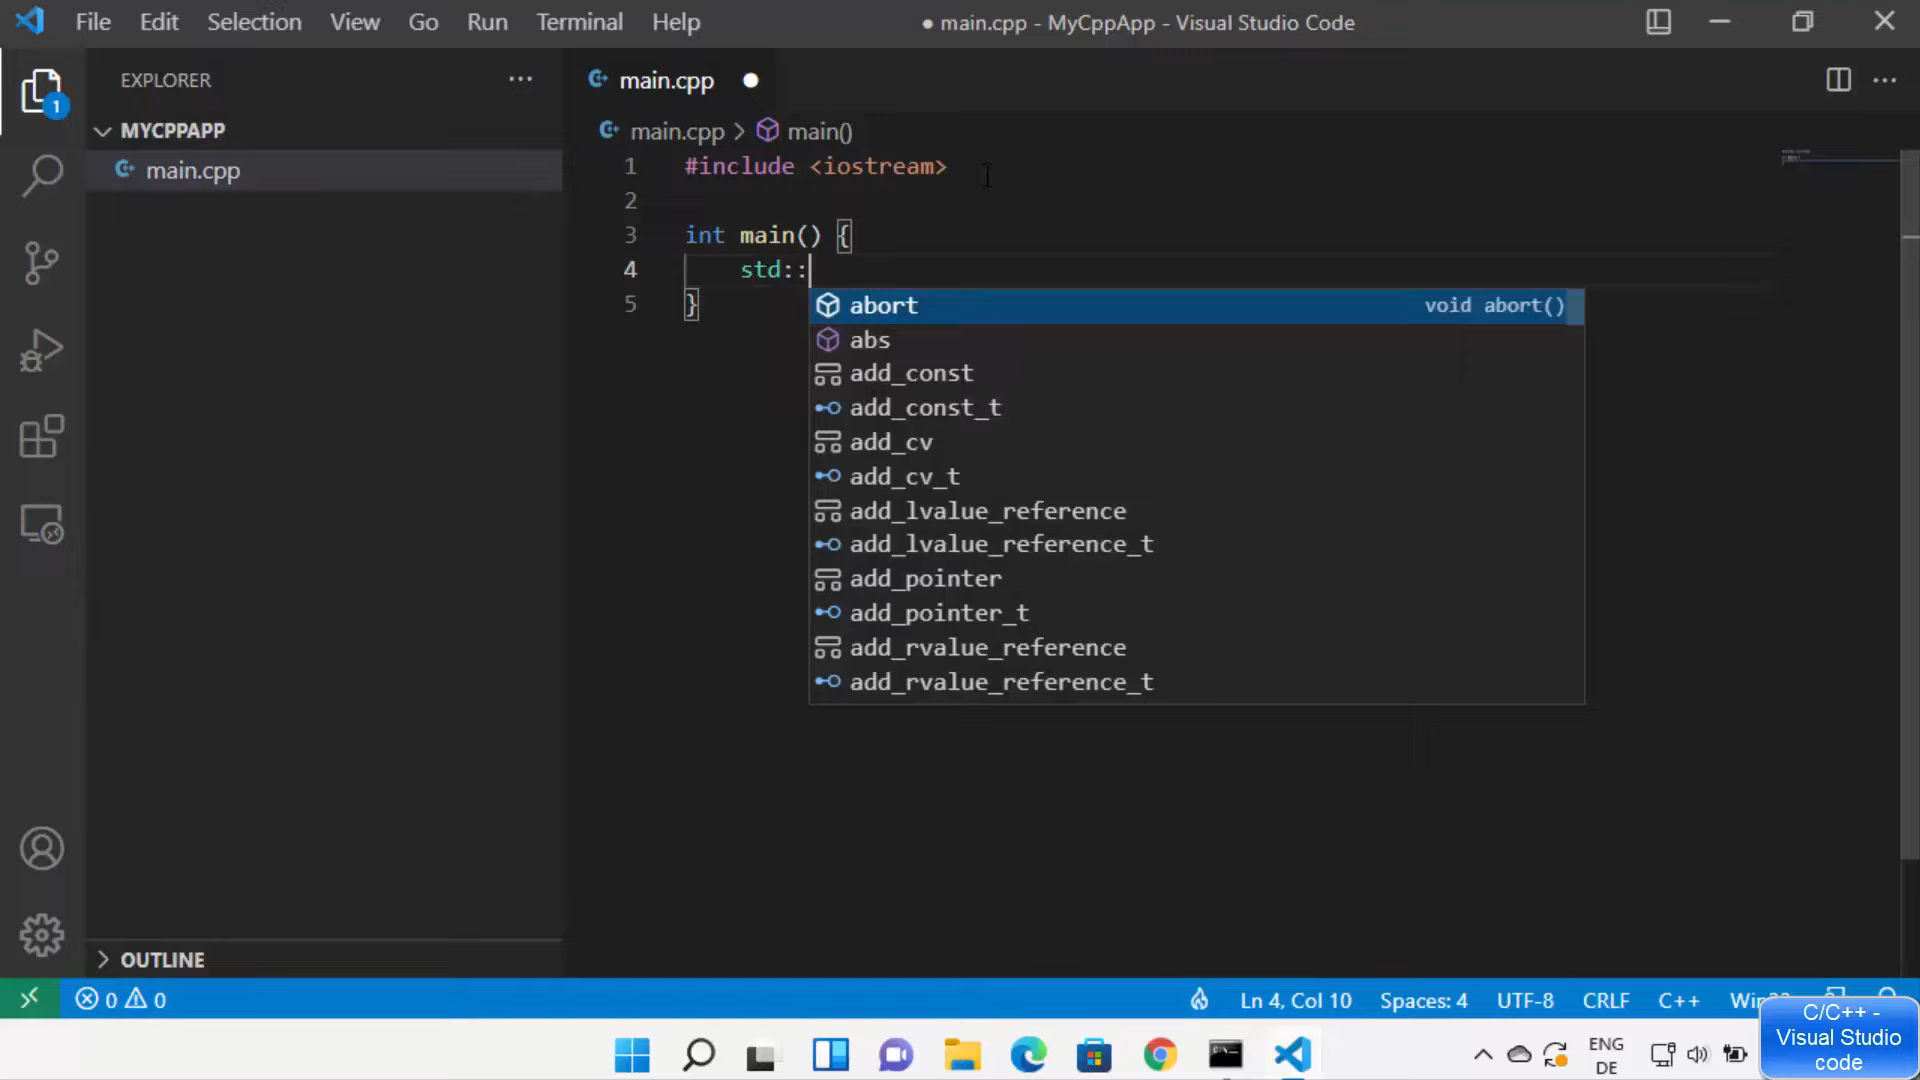 File Edit Selection View Go Run Terminal Help
● main.cpp - MyCppApp - Visual Studio Code
1
EXPLORER
MYCPPAPP
main.cpp
OUTLINE
main.cpp
main.cpp > main()
1 #include <iostream>
2
3 int main() {
4 std::
5 }
abort void abort()
abs
add_const
add_const_t
add_cv
add_cv_t
add_lvalue_reference
add_lvalue_reference_t
add_pointer
add_pointer_t
add_rvalue_reference
add_rvalue_reference_t
0 0 Ln 4, Col 10 Spaces: 4 UTF-8 CRLF C++
ENG
DE
C/C++ -
Visual Studio
code